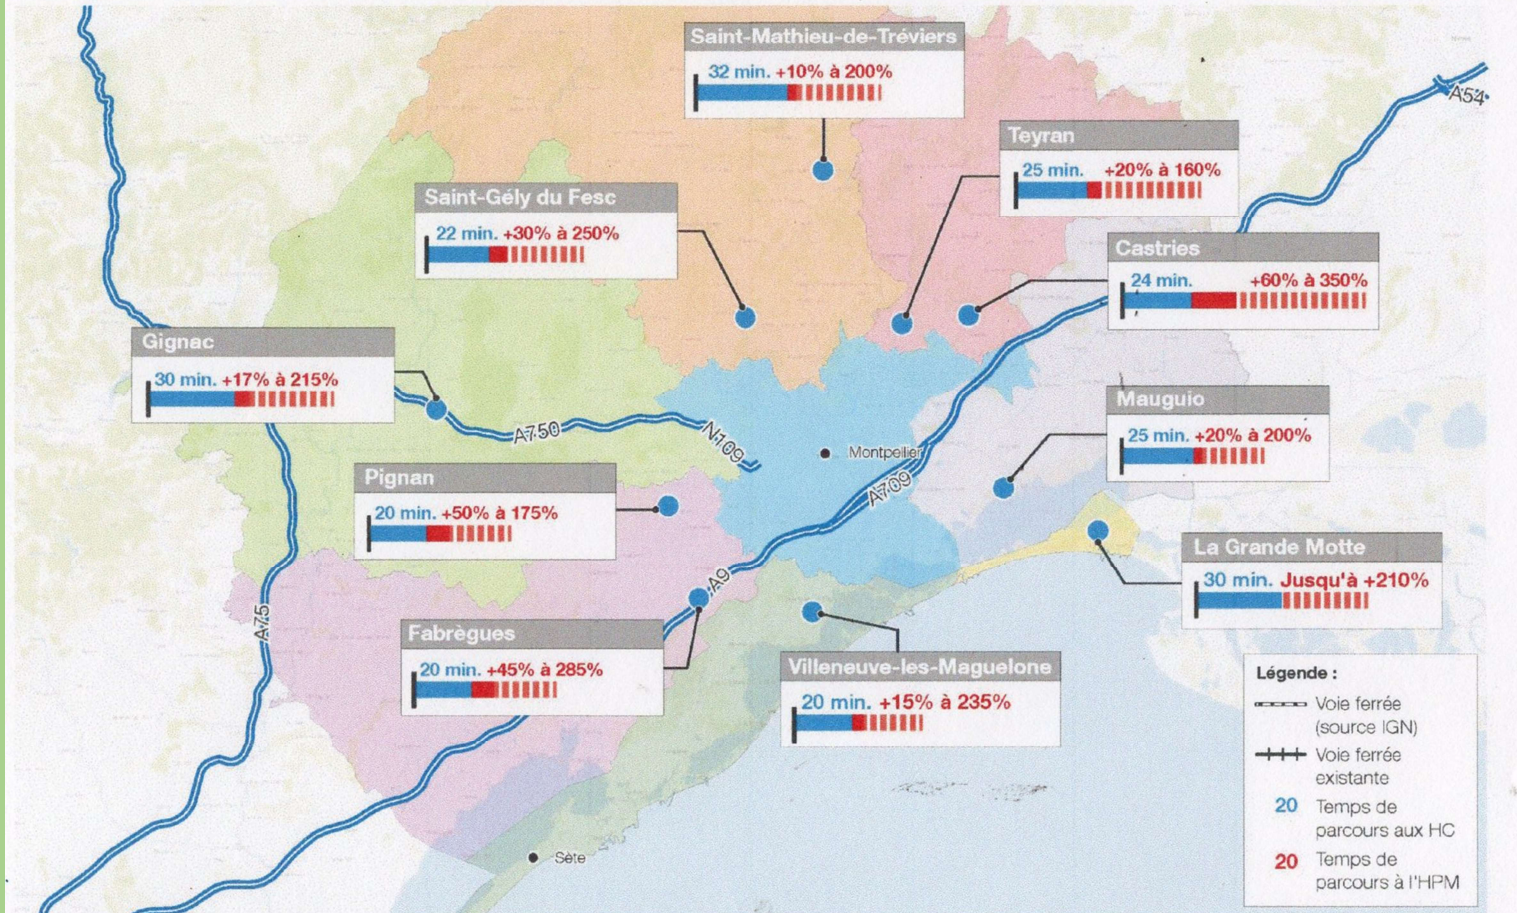 Saint-Mathieu-de-Tréviers
32 min. +10% à 200%
A54
Teyran
25 min. +20% à 160%
Saint-Gély du Fesc
22 min. +30% à 250%
Castries
24 min. +60% à 350%
Gignac
30 min. +17% à 215%
Mauguio
25 min. +20% à 200%
A750
N109
Montpellier
A709
Pignan
20 min. +50% à 175%
La Grande Motte
30 min. Jusqu'à +210%
A9
A75
Fabrègues
20 min. +45% à 285%
Villeneuve-les-Maguelone
20 min. +15% à 235%
Sète
Légende :
Voie ferrée
(source IGN)
Voie ferrée
existante
20 Temps de
parcours aux HC
20 Temps de
parcours à l'HPM